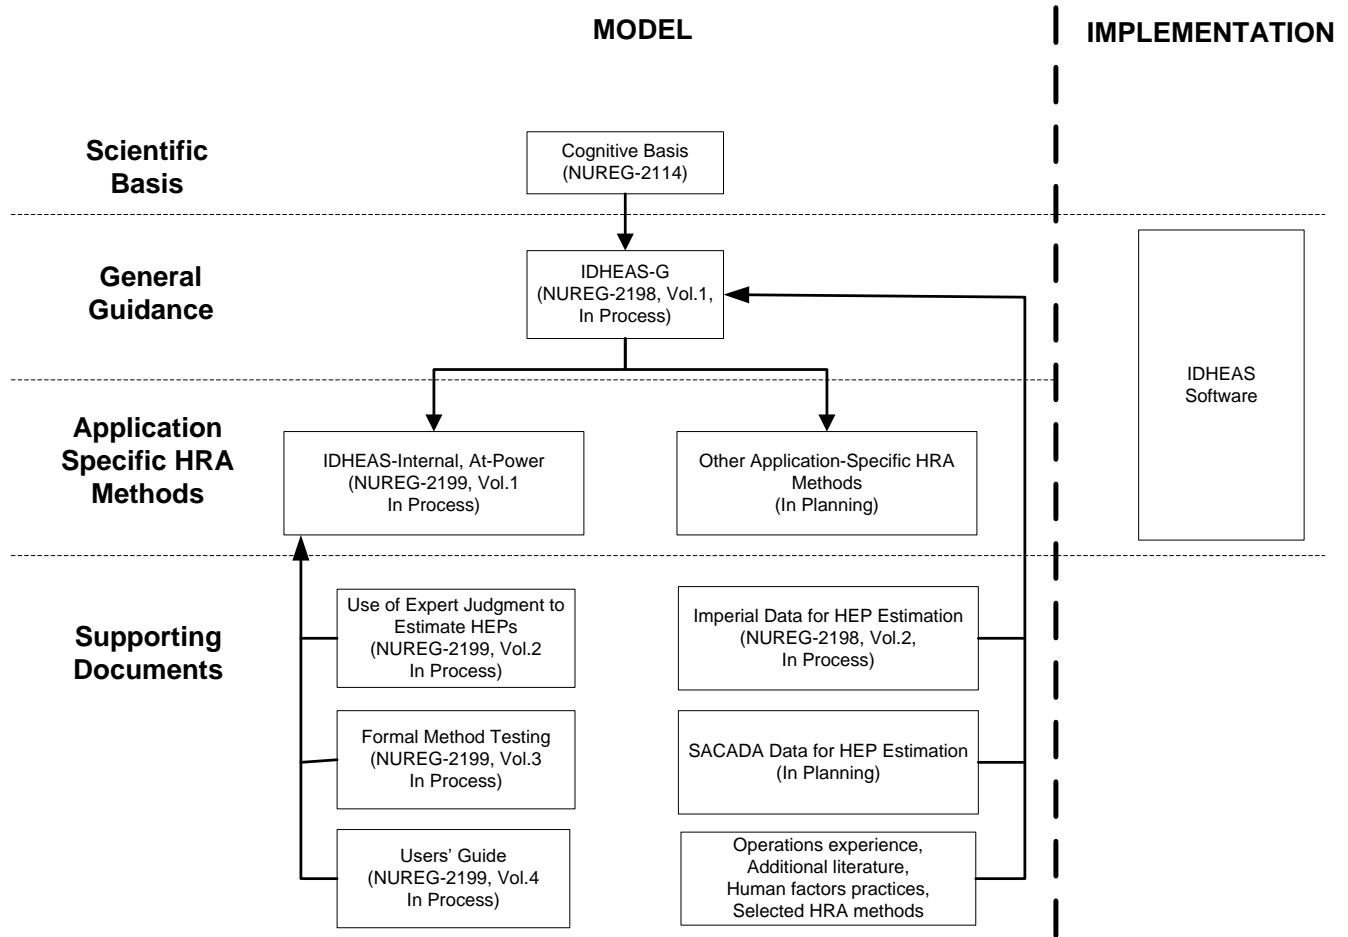 MODEL
IMPLEMENTATION
Scientific
Basis
Cognitive Basis
(NUREG-2114)
General
Guidance
IDHEAS-G
(NUREG-2198, Vol.1,
In Process)
IDHEAS
Software
Application
Specific HRA
Methods
IDHEAS-Internal, At-Power
(NUREG-2199, Vol.1
In Process)
Other Application-Specific HRA
Methods
(In Planning)
Supporting
Documents
Use of Expert Judgment to
Estimate HEPs
(NUREG-2199, Vol.2
In Process)
Imperial Data for HEP Estimation
(NUREG-2198, Vol.2,
In Process)
Formal Method Testing
(NUREG-2199, Vol.3
In Process)
SACADA Data for HEP Estimation
(In Planning)
Users’ Guide
(NUREG-2199, Vol.4
In Process)
Operations experience,
Additional literature,
Human factors practices,
Selected HRA methods